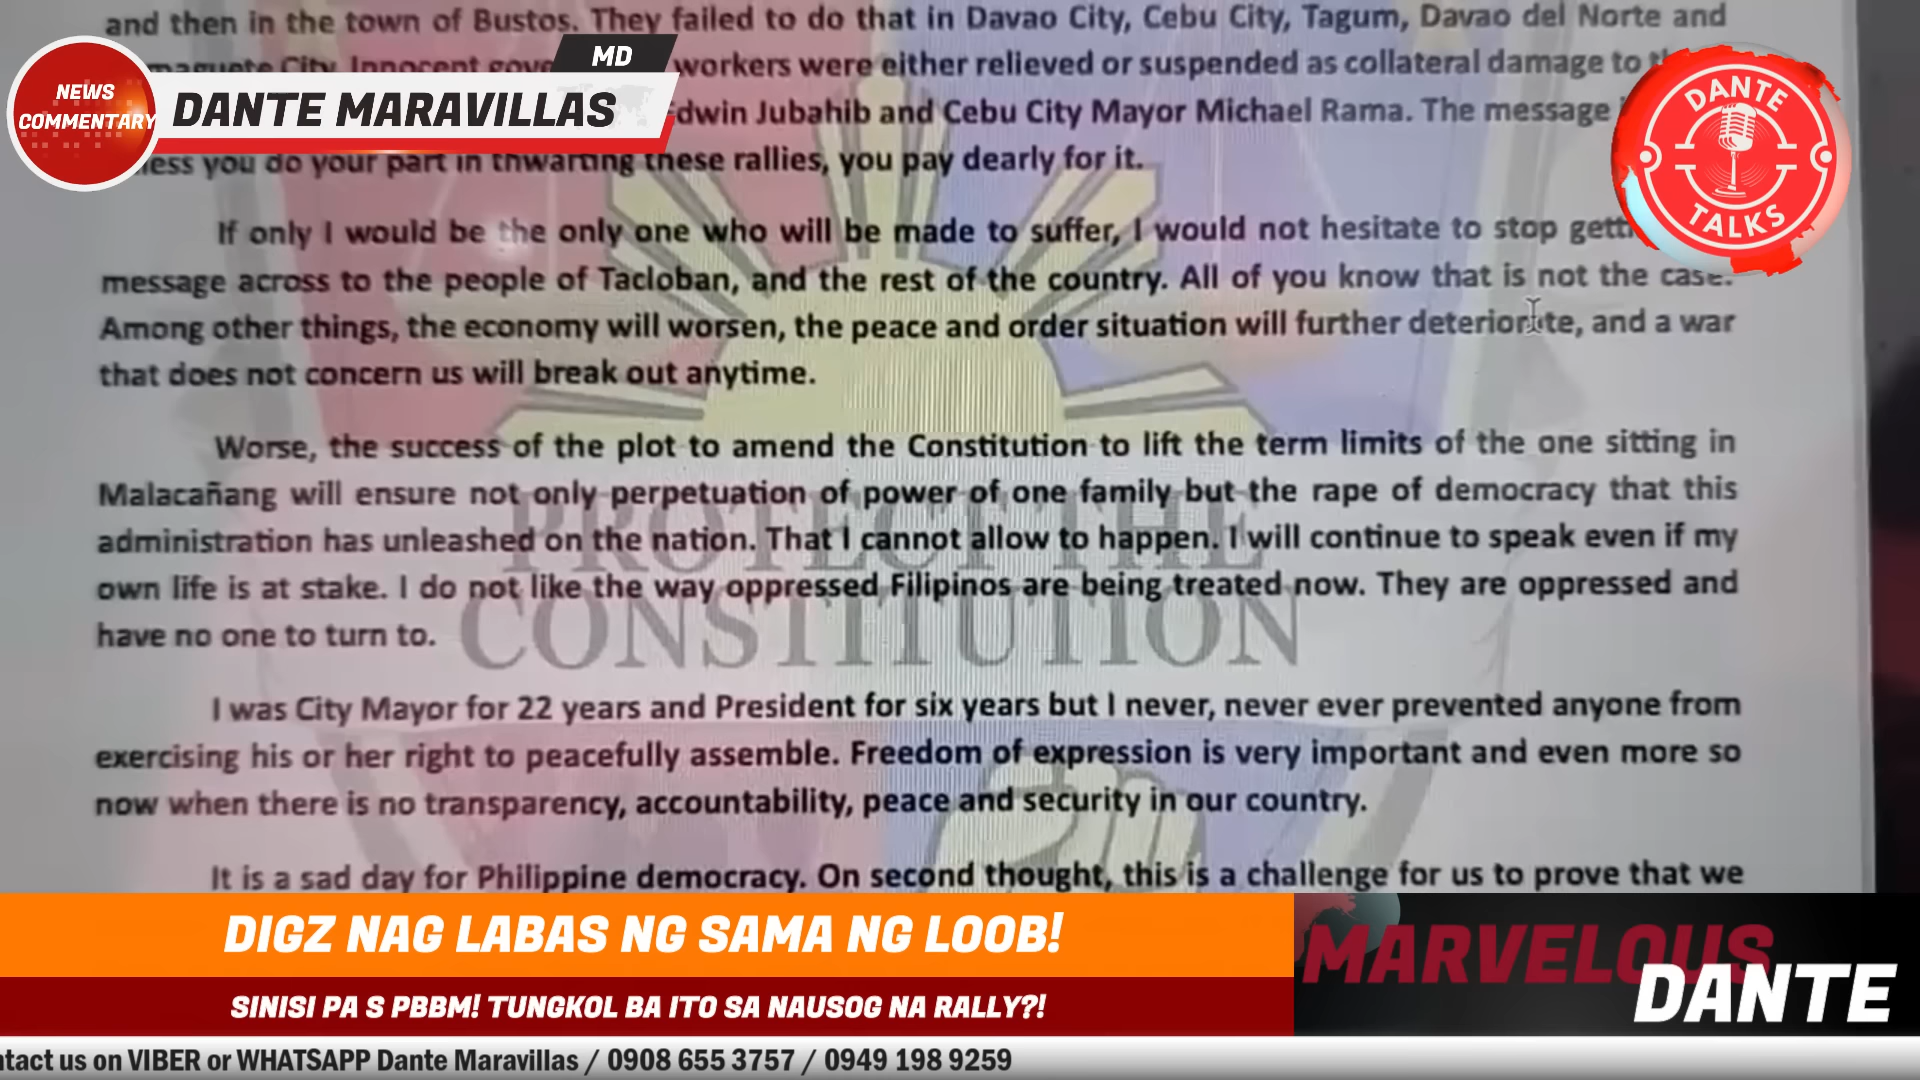 and then in the town of Bustos. They failed to do that in Davao City, Cebu City, Tagum, Davao del Norte and
City. Innocent workers were either relieved or suspended as collateral damage to
Edwin Jubahib and Cebu City Mayor Michael Rama. The message
you do your part in thwarting these rallies, you pay dearly for it.
MD
NEWS
COMMENTARY
DANTE MARAVILLAS
DANTE
TALKS
If only I would be the only one who will be made to suffer, I would not hesitate to stop
message across to the people of Tacloban, and the rest of the country. All of you know that is not the case.
Among other things, the economy will worsen, the peace and order situation will further deteriorate, and a war
that does not concern us will break out anytime.
Worse, the success of the plot to amend the Constitution to lift the term limits of the one sitting in
Malacañang will ensure not only perpetuation of power of one family but the rape of democracy that this
administration has unleashed on the nation. That I cannot allow to happen. I will continue to speak even if my
own life is at stake. I do not like the way oppressed Filipinos are being treated now. They are oppressed and
have no one to turn to.
PROTECT THE
CONSTITUTION
I was City Mayor for 22 years and President for six years but I never, never ever prevented anyone from
exercising his or her right to peacefully assemble. Freedom of expression is very important and even more so
now when there is no transparency, accountability, peace and security in our country.
It is a sad day for Philippine democracy. On second thought, this is a challenge for us to prove that we
DIGZ NAG LABAS NG SAMA NG LOOB!
SINISI PA S PBBM! TUNGKOL BA ITO SA NAUSOG NA RALLY?!
MARVELOUS
DANTE
ntact us on VIBER or WHATSAPP Dante Maravillas / 0908 655 3757 / 0949 198 9259